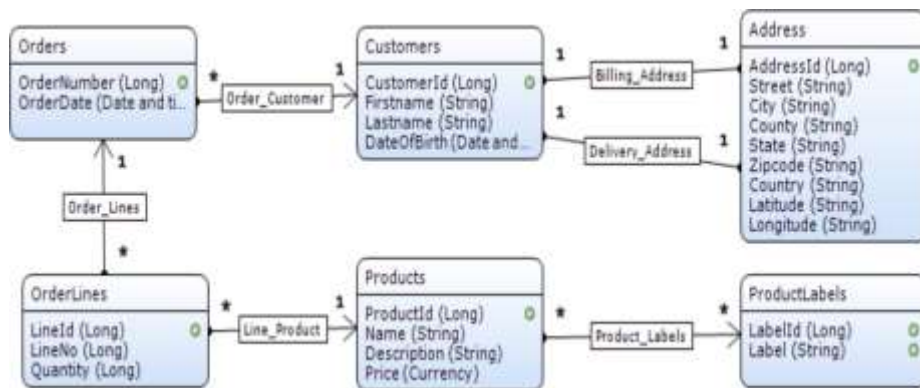 Orders
OrderNumber (Long)
OrderDate (Date and ti...
*
1
Order_Customer
Customers
CustomerId (Long)
Firstname (String)
Lastname (String)
DateOfBirth (Date and...
1
1
Billing_Address
1
1
Delivery_Address
Address
AddressId (Long)
Street (String)
City (String)
County (String)
State (String)
Zipcode (String)
Country (String)
Latitude (String)
Longitude (String)
1
Order_Lines
*
OrderLines
LineId (Long)
LineNo (Long)
Quantity (Long)
*
1
Line_Product
Products
ProductId (Long)
Name (String)
Description (String)
Price (Currency)
*
*
Product_Labels
ProductLabels
LabelId (Long)
Label (String)